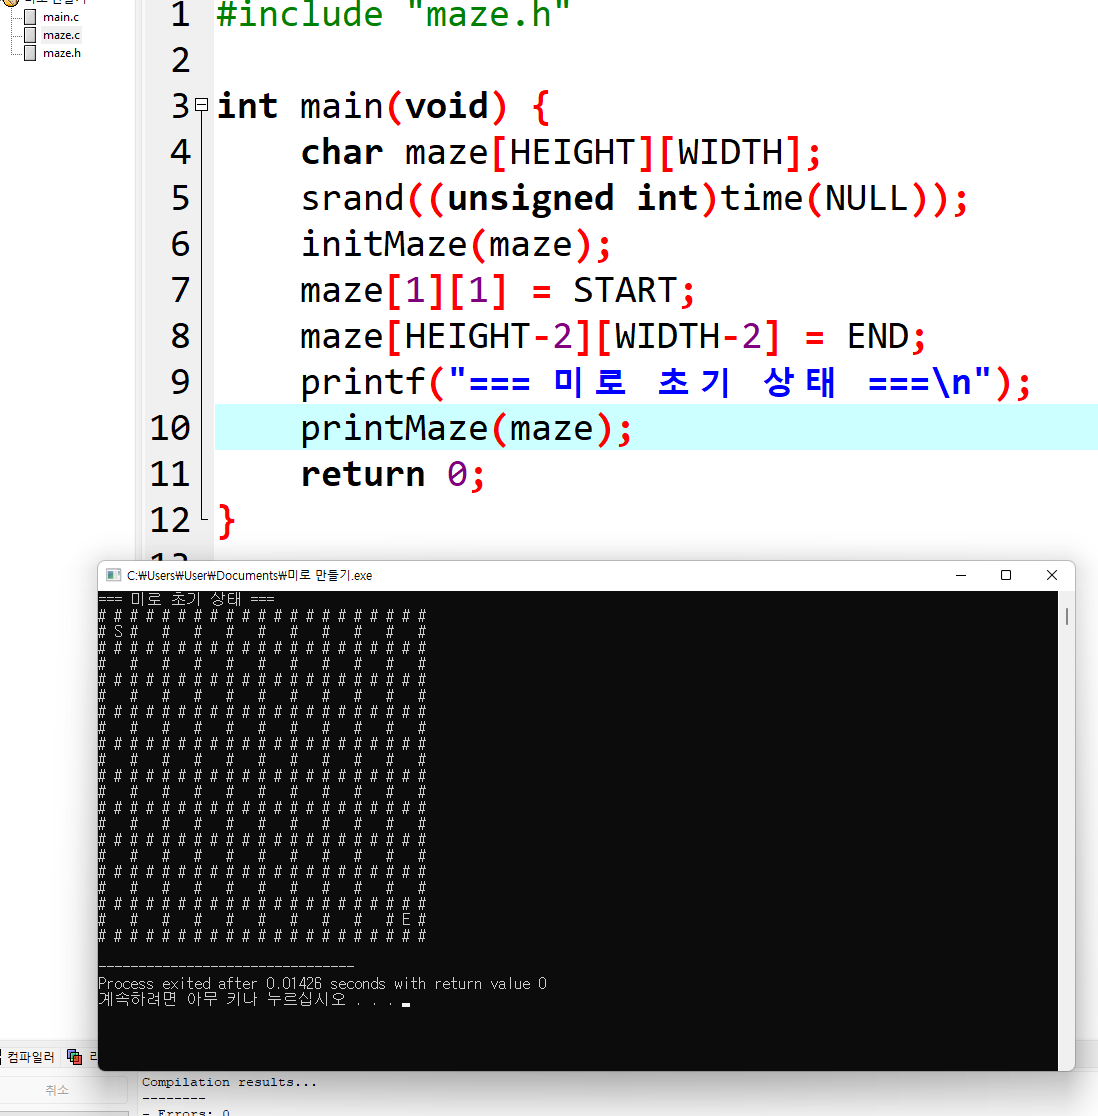 main.c
maze.c
maze.h
1 #include "maze.h"
2
3 int main(void) {
4 char maze[HEIGHT][WIDTH];
5 srand((unsigned int)time(NULL));
6 initMaze(maze);
7 maze[1][1] = START;
8 maze[HEIGHT-2][WIDTH-2] = END;
9 printf("=== 미로 초기 상태 ===\n");
10 printMaze(maze);
11 return 0;
12 }
C:₩Users₩User₩Documents₩미로 만들기.exe
=== 미로 초기 상태 ===
# # # # # # # # # # # # # # # # # # # # #
# S #   #   #   #   #   #   #   #   #   #
# # # # # # # # # # # # # # # # # # # # #
#   #   #   #   #   #   #   #   #   #   #
# # # # # # # # # # # # # # # # # # # # #
#   #   #   #   #   #   #   #   #   #   #
# # # # # # # # # # # # # # # # # # # # #
#   #   #   #   #   #   #   #   #   #   #
# # # # # # # # # # # # # # # # # # # # #
#   #   #   #   #   #   #   #   #   #   #
# # # # # # # # # # # # # # # # # # # # #
#   #   #   #   #   #   #   #   #   #   #
# # # # # # # # # # # # # # # # # # # # #
#   #   #   #   #   #   #   #   #   #   #
# # # # # # # # # # # # # # # # # # # # #
#   #   #   #   #   #   #   #   #   #   #
# # # # # # # # # # # # # # # # # # # # #
#   #   #   #   #   #   #   #   #   #   #
# # # # # # # # # # # # # # # # # # # # #
#   #   #   #   #   #   #   #   #   # E #
# # # # # # # # # # # # # # # # # # # # #
--------------------------------
Process exited after 0.01426 seconds with return value 0
계속하려면 아무 키나 누르십시오 . . .
컴파일러
취소
Compilation results...
--------
- Errors: 0